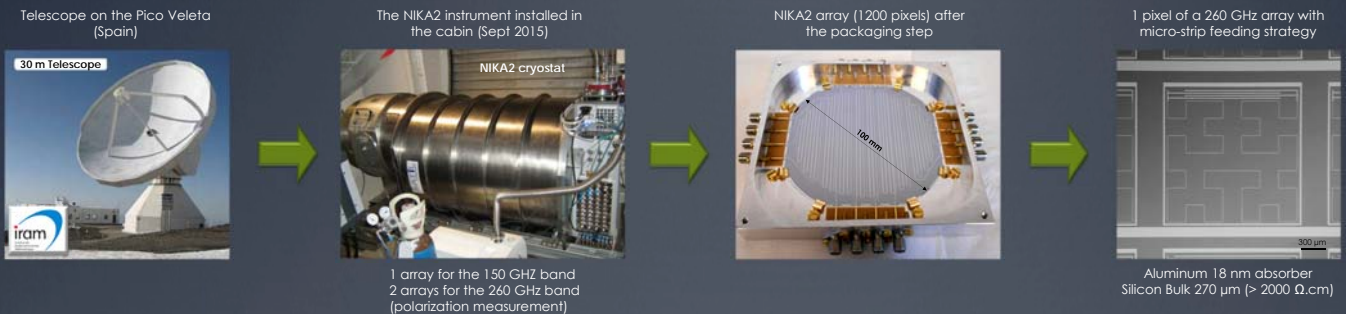 Telescope on the Pico Veleta
(Spain)
30 m Telescope
iram
The NIKA2 instrument installed in
the cabin (Sept 2015)
NIKA2 cryostat
1 array for the 150 GHZ band
2 arrays for the 260 GHz band
(polarization measurement)
NIKA2 array (1200 pixels) after
the packaging step
100 mm
1 pixel of a 260 GHz array with
micro-strip feeding strategy
300 µm
Aluminum 18 nm absorber
Silicon Bulk 270 µm (> 2000 Ω.cm)